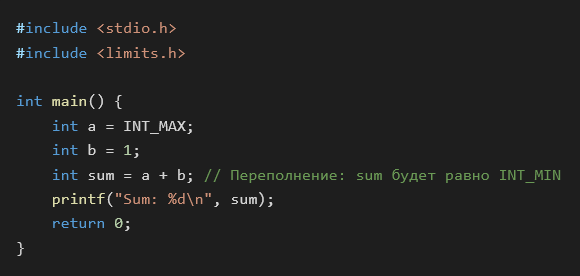 #include <stdio.h>
#include <limits.h>

int main() {
    int a = INT_MAX;
    int b = 1;
    int sum = a + b; // Переполнение: sum будет равно INT_MIN
    printf("Sum: %d\n", sum);
    return 0;
}